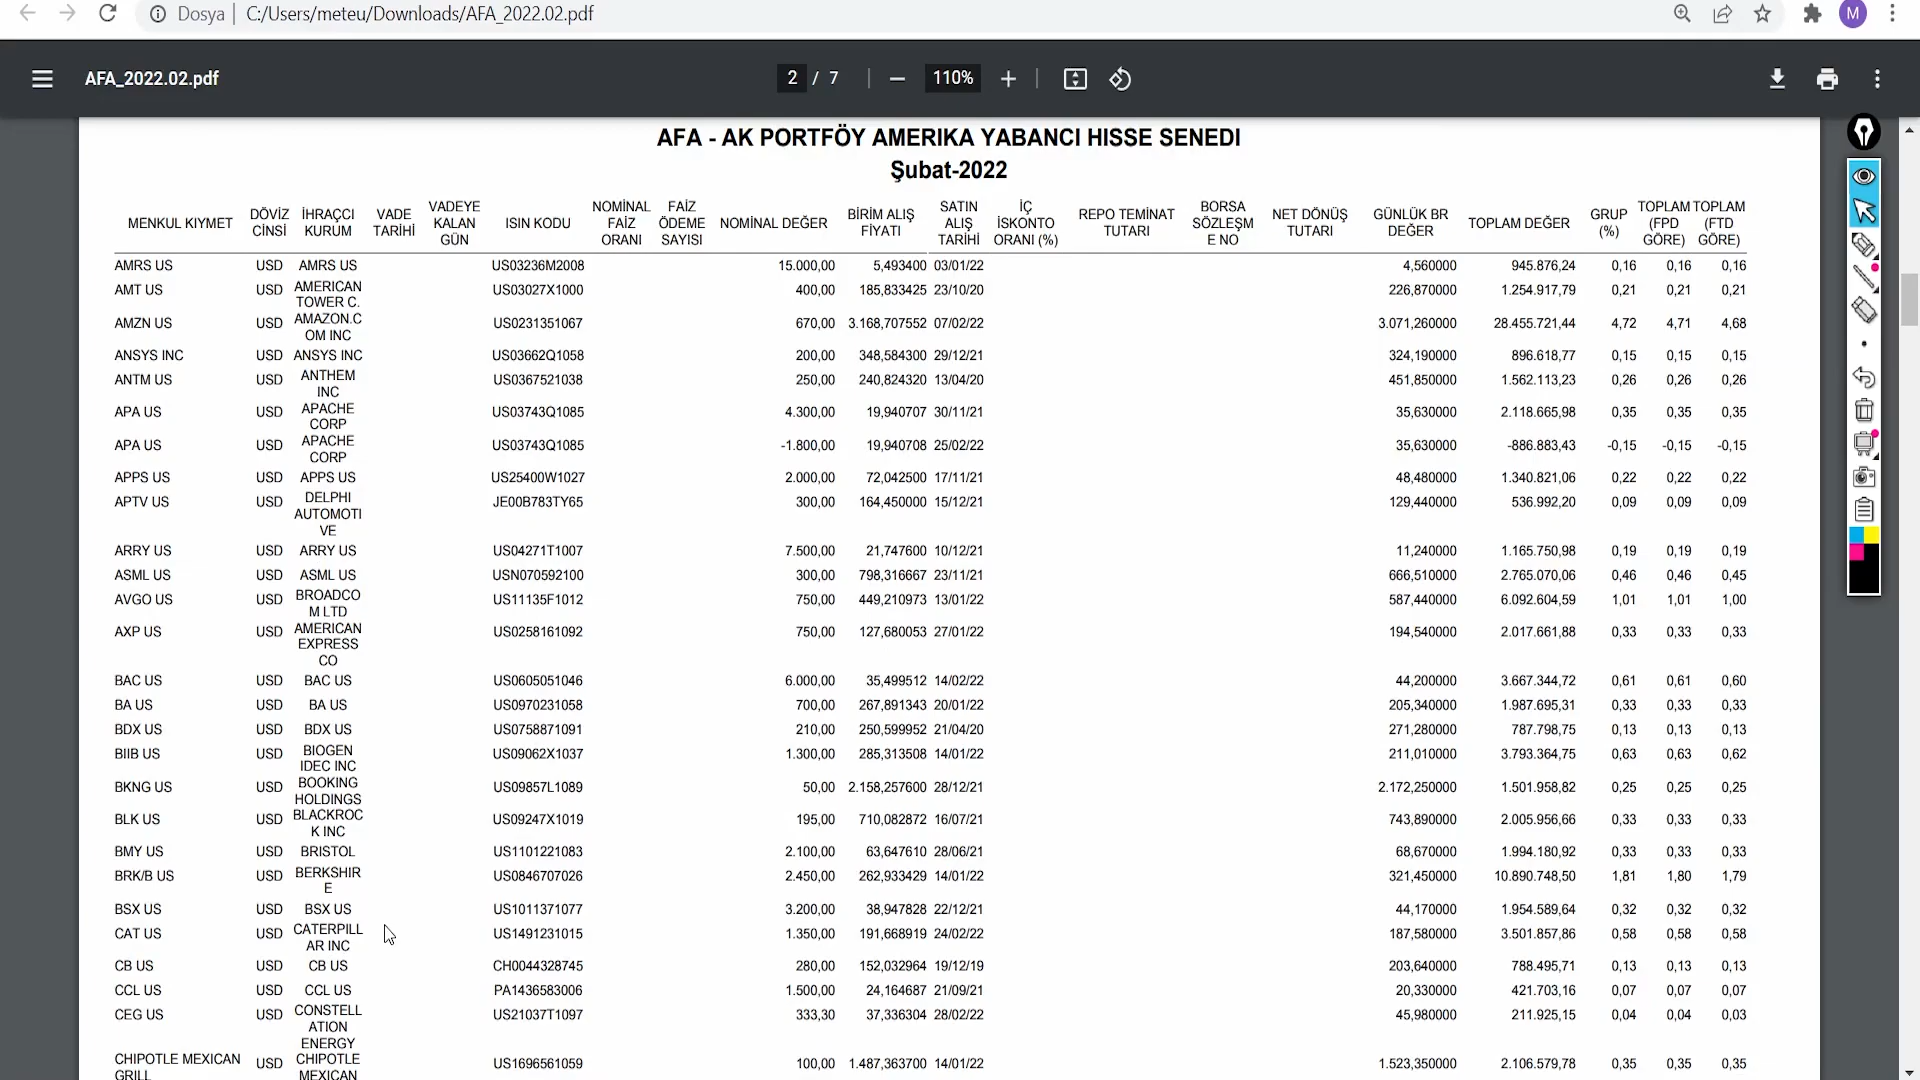 Dosya | C:/Users/meteu/Downloads/AFA_2022.02.pdf M
AFA_2022.02.pdf 2 / 7 110%
AFA - AK PORTFÖY AMERIKA YABANCI HISSE SENEDI
Şubat-2022
MENKUL KIYMET DÖVİZ CİNSİ İHRAÇCI KURUM VADE TARİHİ VADEYE KALAN GÜN ISIN KODU NOMİNAL FAİZ ORANI FAİZ ÖDEME SAYISI NOMİNAL DEĞER BİRİM ALIŞ FİYATI SATIN ALIŞ TARİHİ İÇ İSKONTO ORANI (%) REPO TEMİNAT TUTARI BORSA SÖZLEŞM E NO NET DÖNÜŞ TUTARI GÜNLÜK BR DEĞER TOPLAM DEĞER GRUP (%) TOPLAM (FPD GÖRE) TOPLAM (FTD GÖRE)
AMRS US USD AMRS US US03236M2008 15.000,00 5,493400 03/01/22 4,560000 945.876,24 0,16 0,16 0,16
AMT US USD AMERICAN TOWER C. US03027X1000 400,00 185,833425 23/10/20 226,870000 1.254.917,79 0,21 0,21 0,21
AMZN US USD AMAZON.C OM INC US0231351067 670,00 3.168,707552 07/02/22 3.071,260000 28.455.721,44 4,72 4,71 4,68
ANSYS INC USD ANSYS INC US03662Q1058 200,00 348,584300 29/12/21 324,190000 896.618,77 0,15 0,15 0,15
ANTM US USD ANTHEM INC US0367521038 250,00 240,824320 13/04/20 451,850000 1.562.113,23 0,26 0,26 0,26
APA US USD APACHE CORP US03743Q1085 4.300,00 19,940707 30/11/21 35,630000 2.118.665,98 0,35 0,35 0,35
APA US USD APACHE CORP US03743Q1085 -1.800,00 19,940708 25/02/22 35,630000 -886.883,43 -0,15 -0,15 -0,15
APPS US USD APPS US US25400W1027 2.000,00 72,042500 17/11/21 48,480000 1.340.821,06 0,22 0,22 0,22
APTV US USD DELPHI AUTOMOTI VE JE00B783TY65 300,00 164,450000 15/12/21 129,440000 536.992,20 0,09 0,09 0,09
ARRY US USD ARRY US US04271T1007 7.500,00 21,747600 10/12/21 11,240000 1.165.750,98 0,19 0,19 0,19
ASML US USD ASML US USN070592100 300,00 798,316667 23/11/21 666,510000 2.765.070,06 0,46 0,46 0,45
AVGO US USD BROADCO M LTD US11135F1012 750,00 449,210973 13/01/22 587,440000 6.092.604,59 1,01 1,01 1,00
AXP US USD AMERICAN EXPRESS CO US0258161092 750,00 127,680053 27/01/22 194,540000 2.017.661,88 0,33 0,33 0,33
BAC US USD BAC US US0605051046 6.000,00 35,499512 14/02/22 44,200000 3.667.344,72 0,61 0,61 0,60
BA US USD BA US US0970231058 700,00 267,891343 20/01/22 205,340000 1.987.695,31 0,33 0,33 0,33
BDX US USD BDX US US0758871091 210,00 250,599952 21/04/20 271,280000 787.798,75 0,13 0,13 0,13
BIIB US USD BIOGEN IDEC INC US09062X1037 1.300,00 285,313508 14/01/22 211,010000 3.793.364,75 0,63 0,63 0,62
BKNG US USD BOOKING HOLDINGS US09857L1089 50,00 2.158,257600 28/12/21 2.172,250000 1.501.958,82 0,25 0,25 0,25
BLK US USD BLACKROC K INC US09247X1019 195,00 710,082872 16/07/21 743,890000 2.005.956,66 0,33 0,33 0,33
BMY US USD BRISTOL US1101221083 2.100,00 63,647610 28/06/21 68,670000 1.994.180,92 0,33 0,33 0,33
BRK/B US USD BERKSHIR E US0846707026 2.450,00 262,933429 14/01/22 321,450000 10.890.748,50 1,81 1,80 1,79
BSX US USD BSX US US1011371077 3.200,00 38,947828 22/12/21 44,170000 1.954.589,64 0,32 0,32 0,32
CAT US USD CATERPILL AR INC US1491231015 1.350,00 191,668919 24/02/22 187,580000 3.501.857,86 0,58 0,58 0,58
CB US USD CB US CH0044328745 280,00 152,032964 19/12/19 203,640000 788.495,71 0,13 0,13 0,13
CCL US USD CCL US PA1436583006 1.500,00 24,164687 21/09/21 20,330000 421.703,16 0,07 0,07 0,07
CEG US USD CONSTELL ATION ENERGY US21037T1097 333,30 37,336304 28/02/22 45,980000 211.925,15 0,04 0,04 0,03
CHIPOTLE MEXICAN GRILL USD CHIPOTLE MEXICAN US1696561059 100,00 1.487,363700 14/01/22 1.523,350000 2.106.579,78 0,35 0,35 0,35